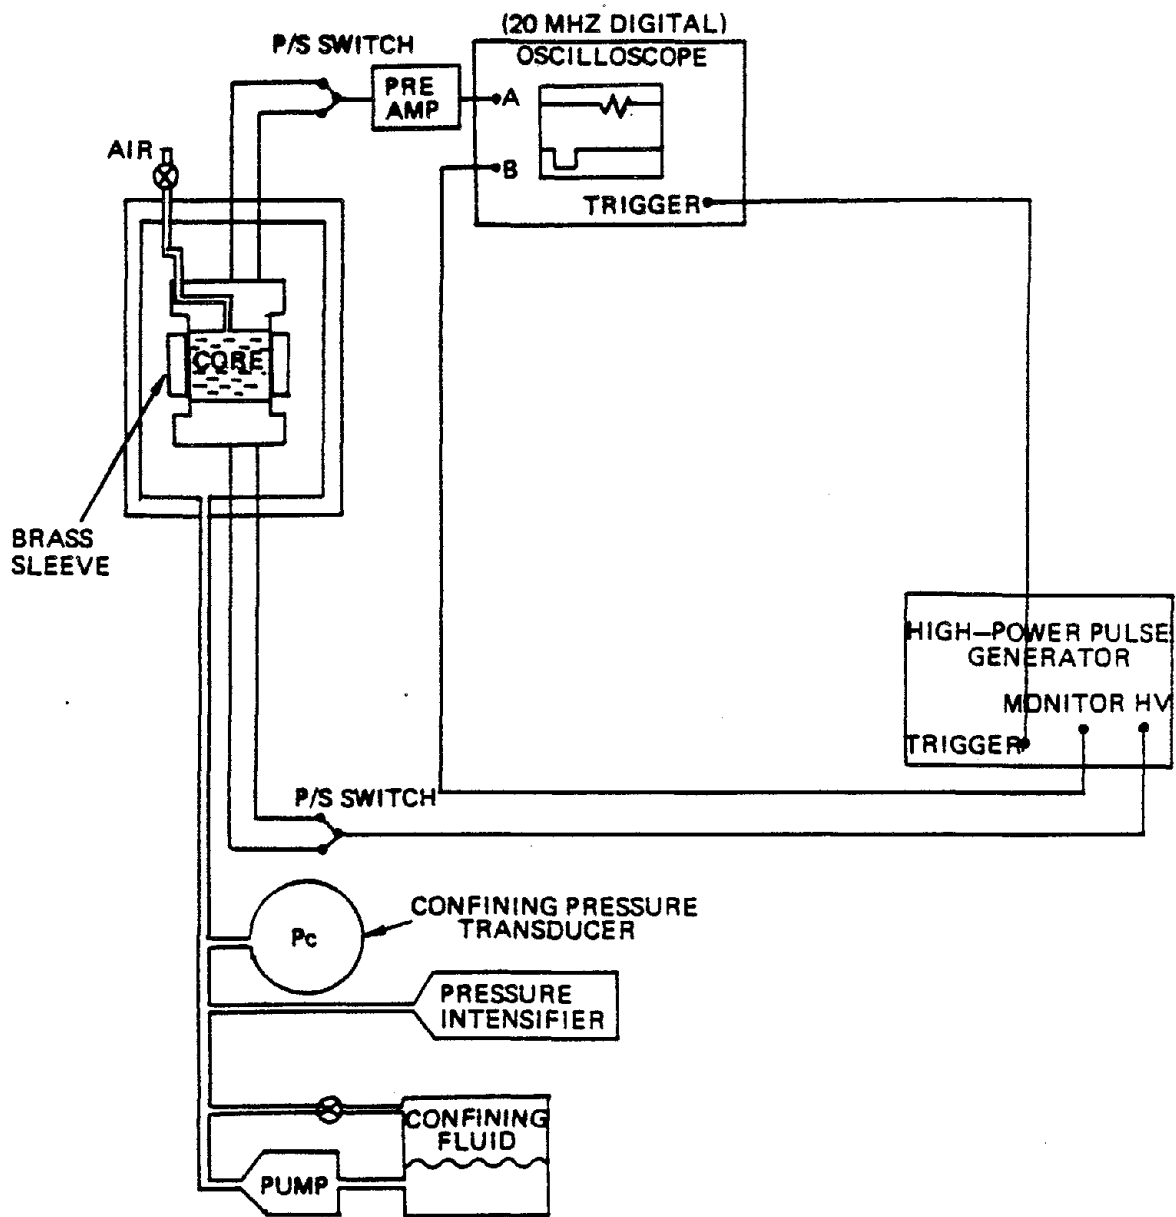 (20 MHZ DIGITAL)
OSCILLOSCOPE
P/S SWITCH
PRE
AMP
A
B
TRIGGER
AIR
CORE
BRASS
SLEEVE
HIGH–POWER PULSE
GENERATOR
MONITOR HV
TRIGGER
P/S SWITCH
Pc
CONFINING PRESSURE
TRANSDUCER
PRESSURE
INTENSIFIER
CONFINING
FLUID
PUMP